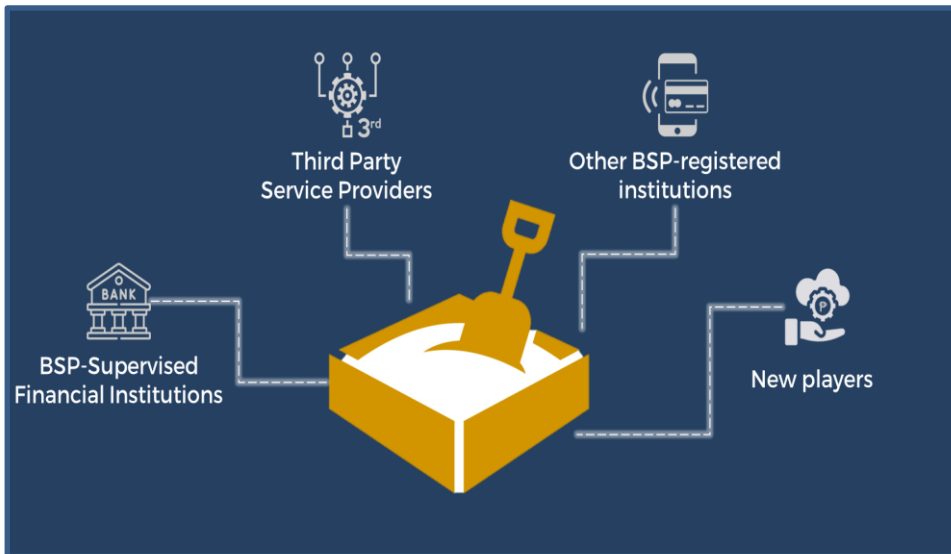 3rd
Third Party
Service Providers
Other BSP-registered
institutions
BANK
BSP-Supervised
Financial Institutions
P
New players